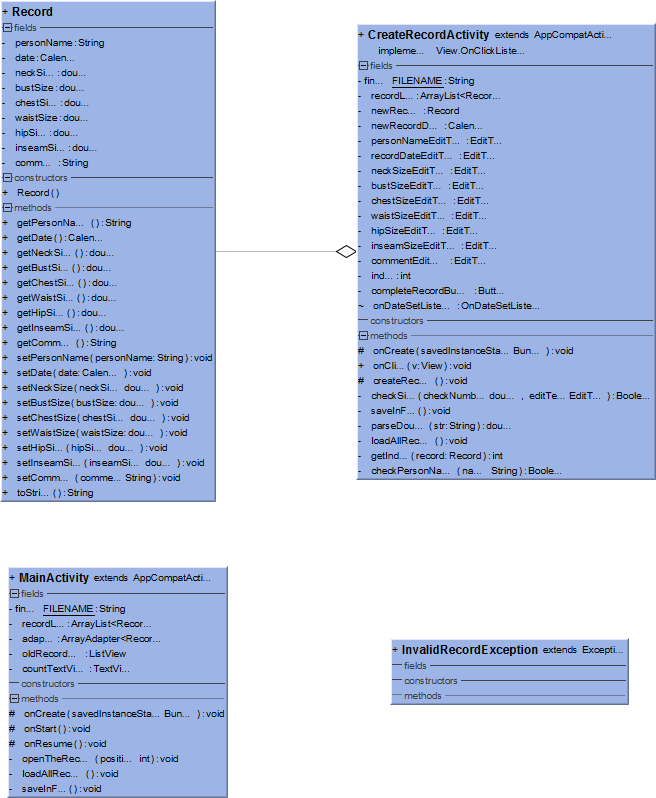 + Record
fields
- personName:String
- date:Calen...
- neckSi... :dou...
- bustSize:dou...
- chestSi... :dou...
- waistSize:dou...
- hipSi... :dou...
- inseamSi... :dou...
- comm... :String
constructors
+ Record()
methods
+ getPersonNa... ():String
+ getDate():Calen...
+ getNeckSi... ():dou...
+ getBustSi... ():dou...
+ getChestSi... ():dou...
+ getWaistSi... ():dou...
+ getHipSi... ():dou...
+ getInseamSi... ():dou...
+ getComm... ():String
+ setPersonName(personName:String):void
+ setDate(date:Calen... ):void
+ setNeckSize(neckSi... dou... ):void
+ setBustSize(bustSize:dou... ):void
+ setChestSize(chestSi... dou... ):void
+ setWaistSize(waistSize:dou... ):void
+ setHipSi... (hipSi... dou... ):void
+ setInseamSi... (inseamSi... dou... ):void
+ setComm... (comme... String):void
+ toStri... ():String
+ CreateRecordActivity extends AppCompatActi...
impleme... View.OnClickListe...
fields
- fin... FILENAME:String
- recordL... :ArrayList<Recor...
- newRec... :Record
- newRecordD... :Calen...
- personNameEditT... :EditT...
- recordDateEditT... :EditT...
- neckSizeEditT... :EditT...
- bustSizeEditT... :EditT...
- chestSizeEditT... :EditT...
- waistSizeEditT... :EditT...
- hipSizeEditT... :EditT...
- inseamSizeEditT... :EditT...
- commentEdit... :EditT...
- ind... :int
- completeRecordBu... :Butt...
~ onDateSetListe... :OnDateSetListe...
constructors
methods
# onCreate(savedInstanceSta... Bun... ):void
+ onCli... (v:View):void
# createRec... ():void
- checkSi... (checkNumb... dou... , editTe... EditT... ):Boole...
- saveInF... ():void
- parseDou... (str:String):dou...
- loadAllRec... ():void
- getInd... (record:Record):int
- checkPersonNa... (na... String):Boole...
+ MainActivity extends AppCompatActi...
fields
- fin... FILENAME:String
- recordL... :ArrayList<Recor...
- adap... :ArrayAdapter<Recor...
- oldRecord... :ListView
- countTextVi... :TextVi...
constructors
methods
# onCreate(savedInstanceSta... Bun... ):void
# onStart():void
# onResume():void
- openTheRec... (positi... int):void
- loadAllRec... ():void
- saveInF... ():void
+ InvalidRecordException extends Excepti...
fields
constructors
methods